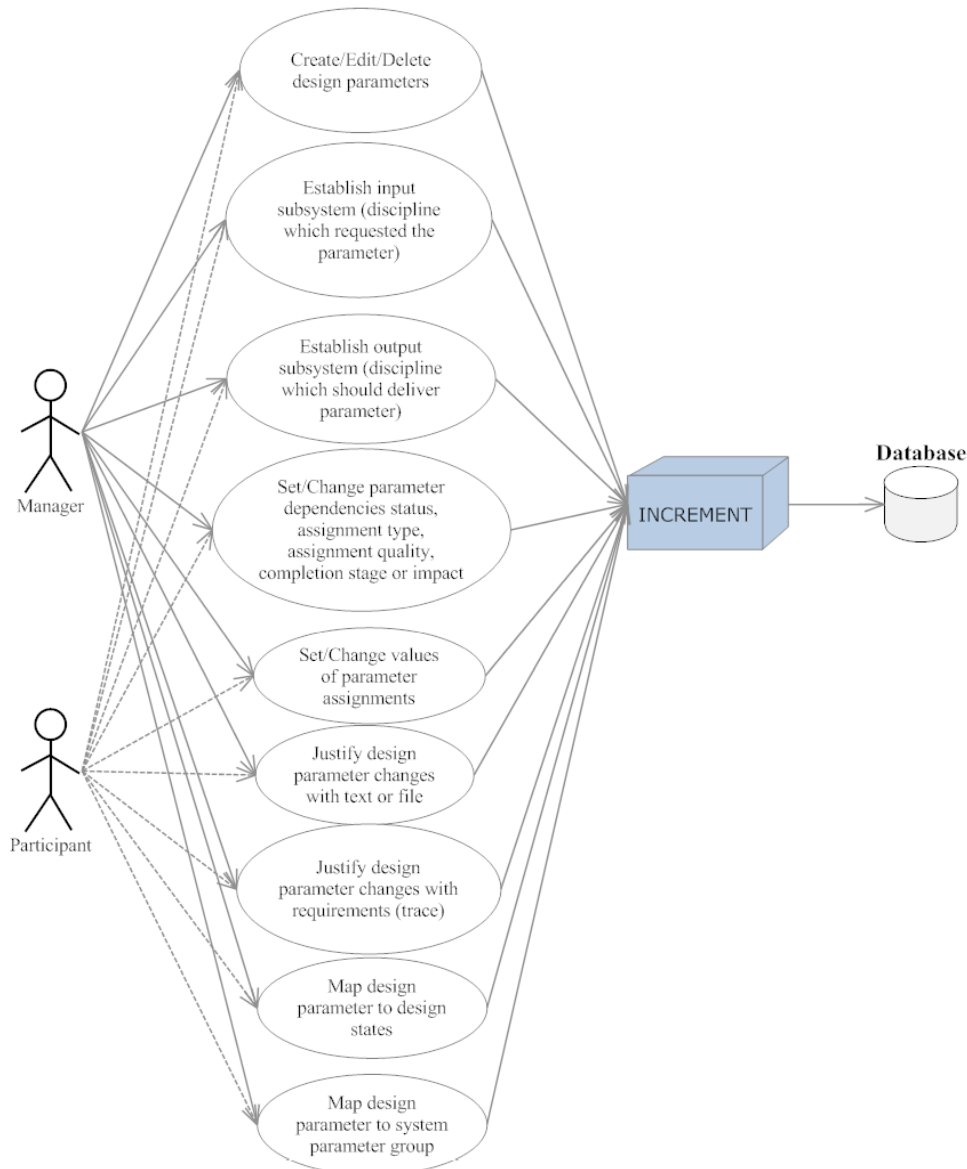 Create/Edit/Delete
design parameters
Establish input
subsystem (discipline
which requested the
parameter)
Establish output
subsystem (discipline
which should deliver
parameter)
Manager
Set/Change parameter
dependencies status,
assignment type,
assignment quality,
completion stage or impact
INCREMENT
Database
Set/Change values
of parameter
assignments
Justify design
parameter changes
with text or file
Participant
Justify design
parameter changes with
requirements (trace)
Map design
parameter to design
states
Map design
parameter to system
parameter group